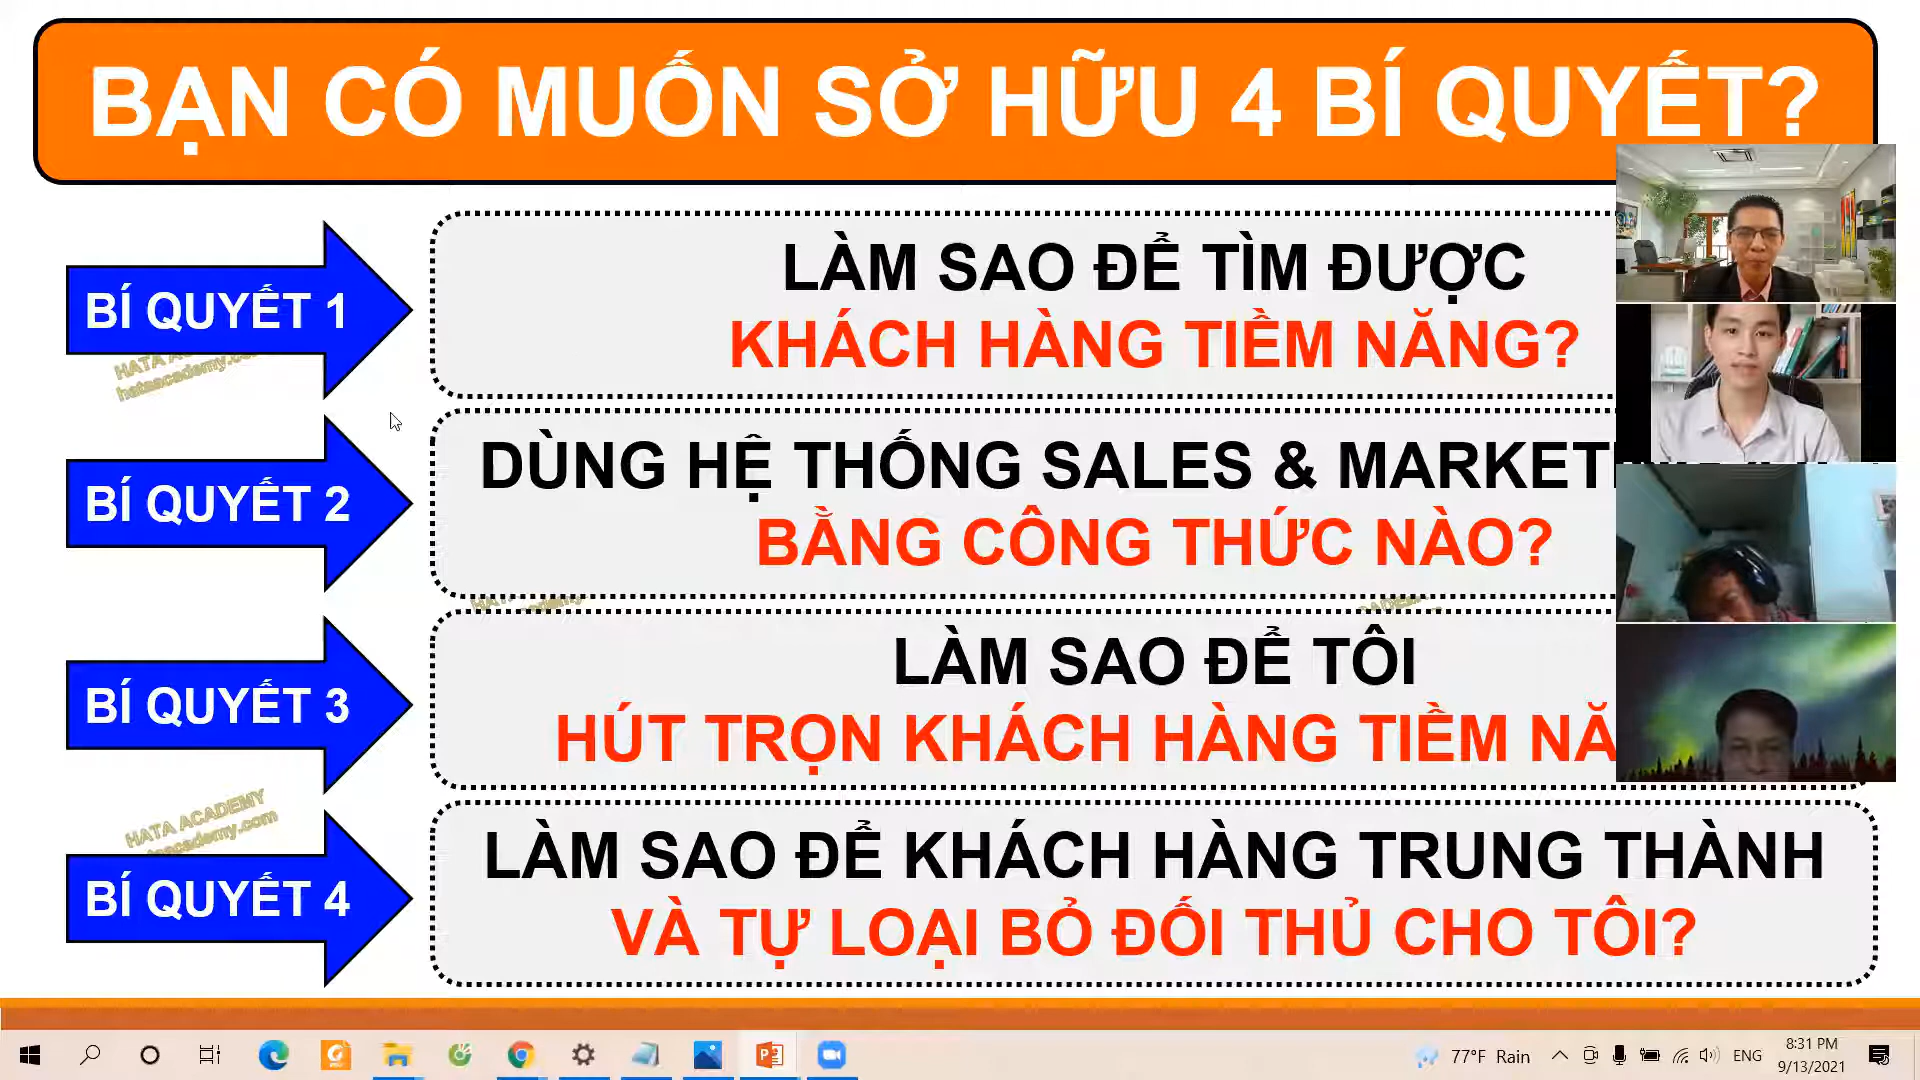 BẠN CÓ MUỐN SỞ HỮU 4 BÍ QUYẾT?
BÍ QUYẾT 1
LÀM SAO ĐỂ TÌM ĐƯỢC
KHÁCH HÀNG TIỀM NĂNG?
HATA
hataacademy.com
BÍ QUYẾT 2
DÙNG HỆ THỐNG SALES &
BẰNG CÔNG THỨC NÀO?
BÍ QUYẾT 3
LÀM SAO ĐỂ TÔI
HÚT TRỌN KHÁCH HÀNG TIỀM
HATA ACADEMY
BÍ QUYẾT 4
LÀM SAO ĐỂ KHÁCH HÀNG TRUNG THÀNH
VÀ TỰ LOẠI BỎ ĐỐI THỦ CHO TÔI?
77°F Rain
ENG
8:31 PM
9/13/2021